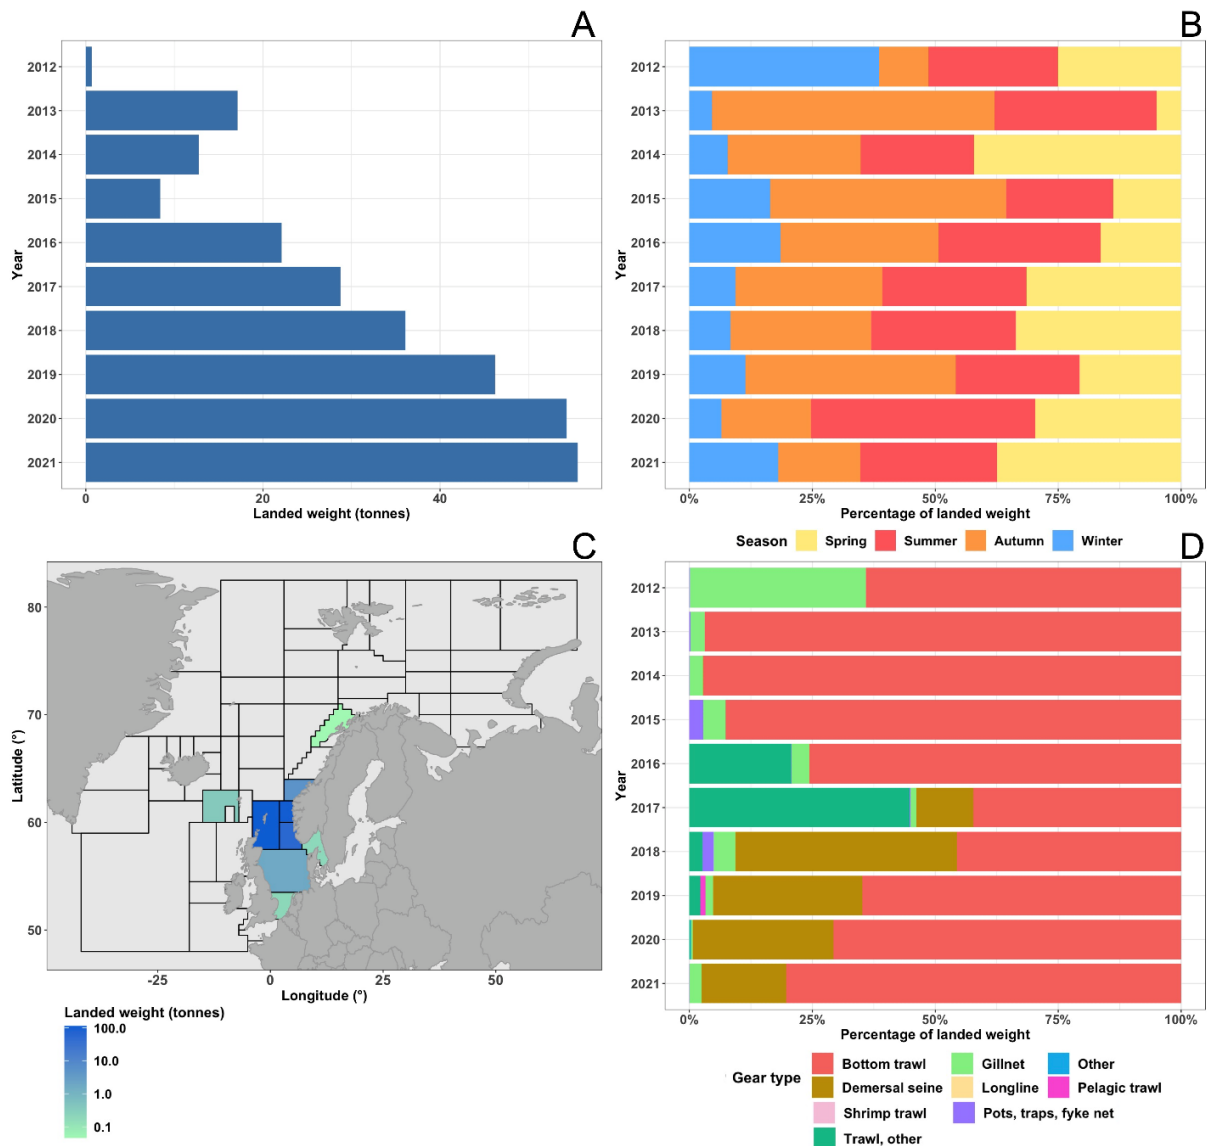 A
2012
2013
2014
2015
2016
2017
2018
2019
2020
2021
Year
0
20
40
Landed weight (tonnes)
B
2012
2013
2014
2015
2016
2017
2018
2019
2020
2021
Year
0%
25%
50%
75%
100%
Percentage of landed weight
Season
Spring
Summer
Autumn
Winter
C
80
70
60
50
Latitude (°)
-25
0
25
50
Longitude (°)
Landed weight (tonnes)
100.0
10.0
1.0
0.1
D
2012
2013
2014
2015
2016
2017
2018
2019
2020
2021
Year
0%
25%
50%
75%
100%
Percentage of landed weight
Gear type
Bottom trawl
Gillnet
Other
Demersal seine
Longline
Pelagic trawl
Shrimp trawl
Pots, traps, fyke net
Trawl, other